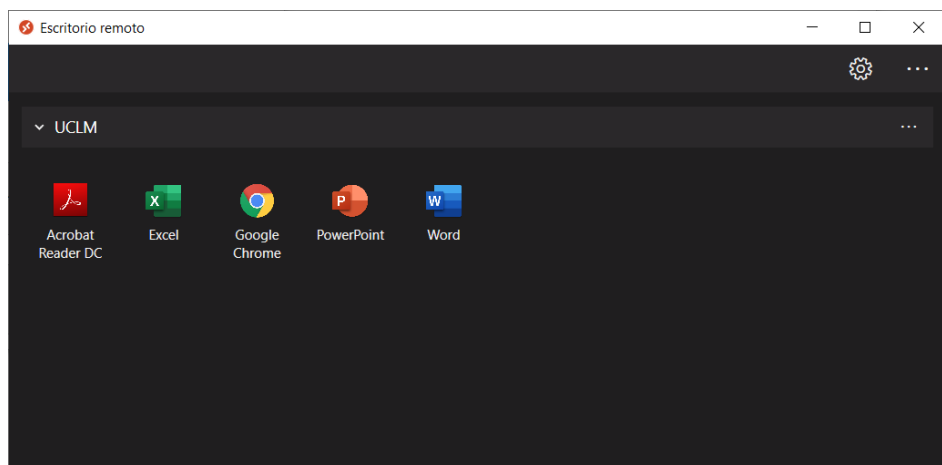 Escritorio remoto
UCLM
Acrobat
Reader DC
Excel
Google
Chrome
PowerPoint
Word